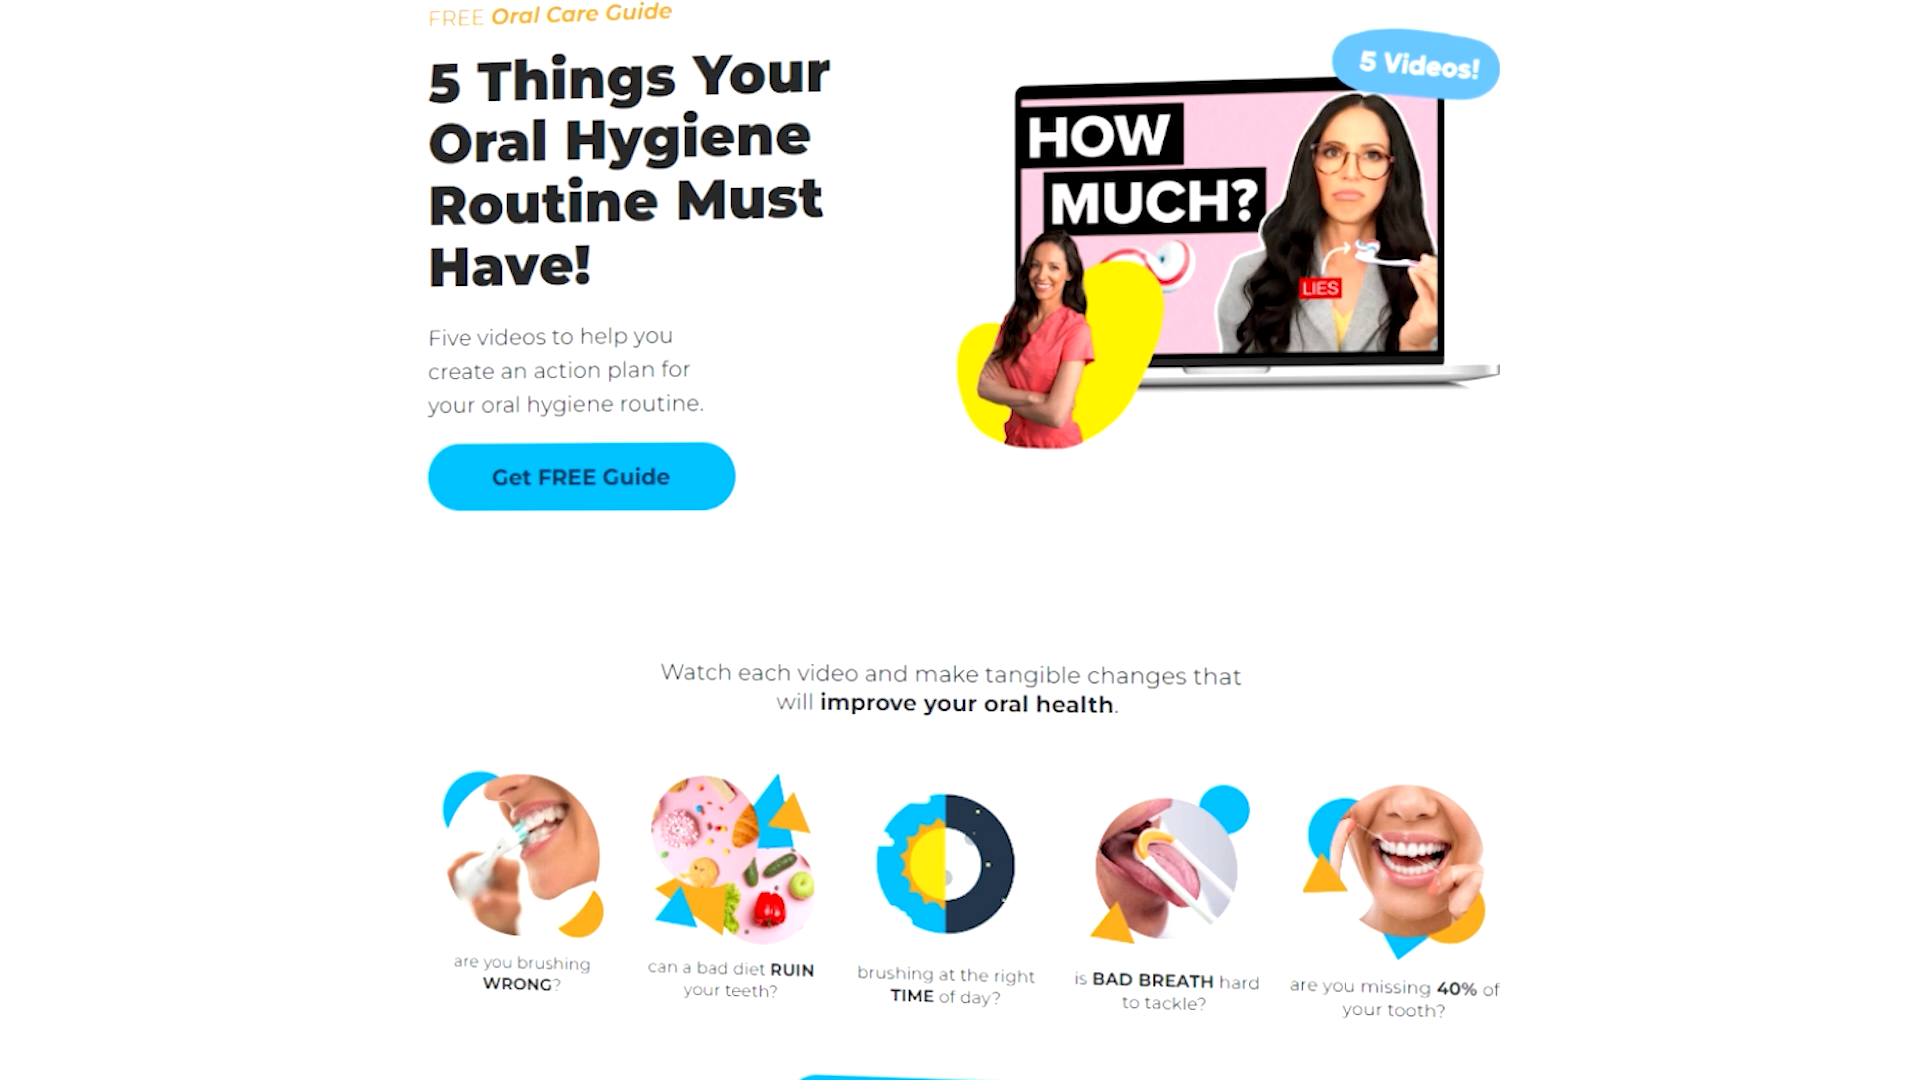 FREE Oral Care Guide
5 Things Your
Oral Hygiene
Routine Must
Have!
Five videos to help you
create an action plan for
your oral hygiene routine.
Get FREE Guide
5 Videos!
HOW
MUCH?
LIES
Watch each video and make tangible changes that
will improve your oral health.
are you brushing
WRONG?
can a bad diet RUIN
your teeth?
brushing at the right
TIME of day?
is BAD BREATH hard
to tackle?
are you missing 40% of
your tooth?